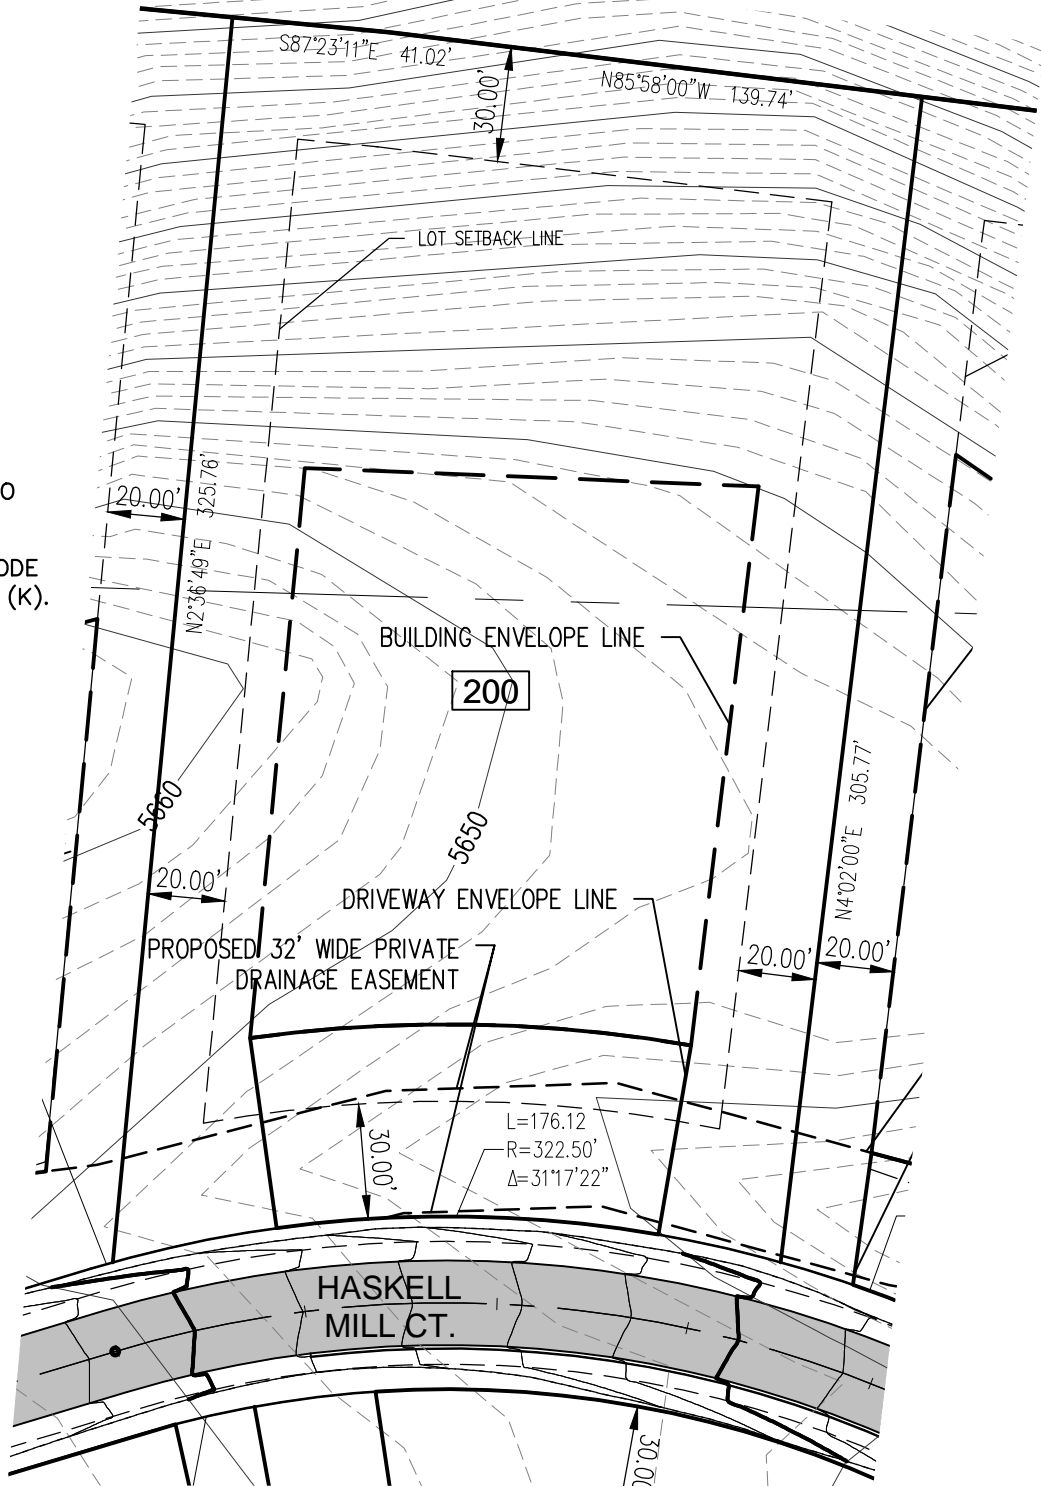 S87°23'11"E 41.02'
30.00'
N85°58'00"W 139.74'
LOT SETBACK LINE
20.00'
N2°36'49"E 325.76'
(K).
BUILDING ENVELOPE LINE
200
5660
5650
N4°02'00"E 305.77'
20.00'
DRIVEWAY ENVELOPE LINE
PROPOSED 32' WIDE PRIVATE
DRAINAGE EASEMENT
20.00'
20.00'
30.00'
L=176.12
R=322.50'
Δ=31°17'22"
HASKELL
MILL CT.
30.00